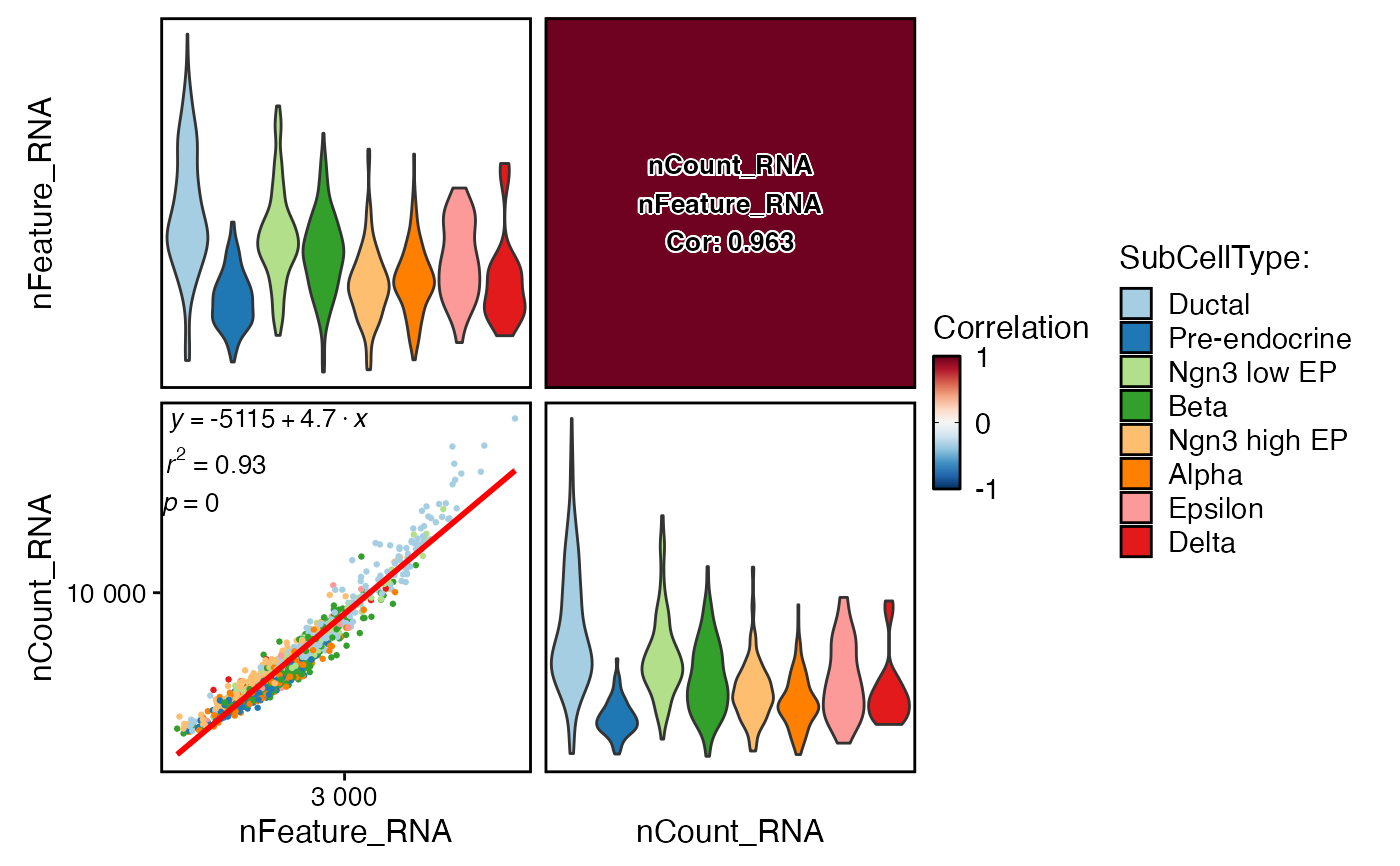 nFeature_RNA
nCount_RNA
nFeature_RNA
Cor: 0.963
y = -5115 + 4.7 · x
r² = 0.93
p = 0
nCount_RNA
10 000
3 000
nFeature_RNA
nCount_RNA
Correlation
1
0
-1
SubCellType:
Ductal
Pre-endocrine
Ngn3 low EP
Beta
Ngn3 high EP
Alpha
Epsilon
Delta